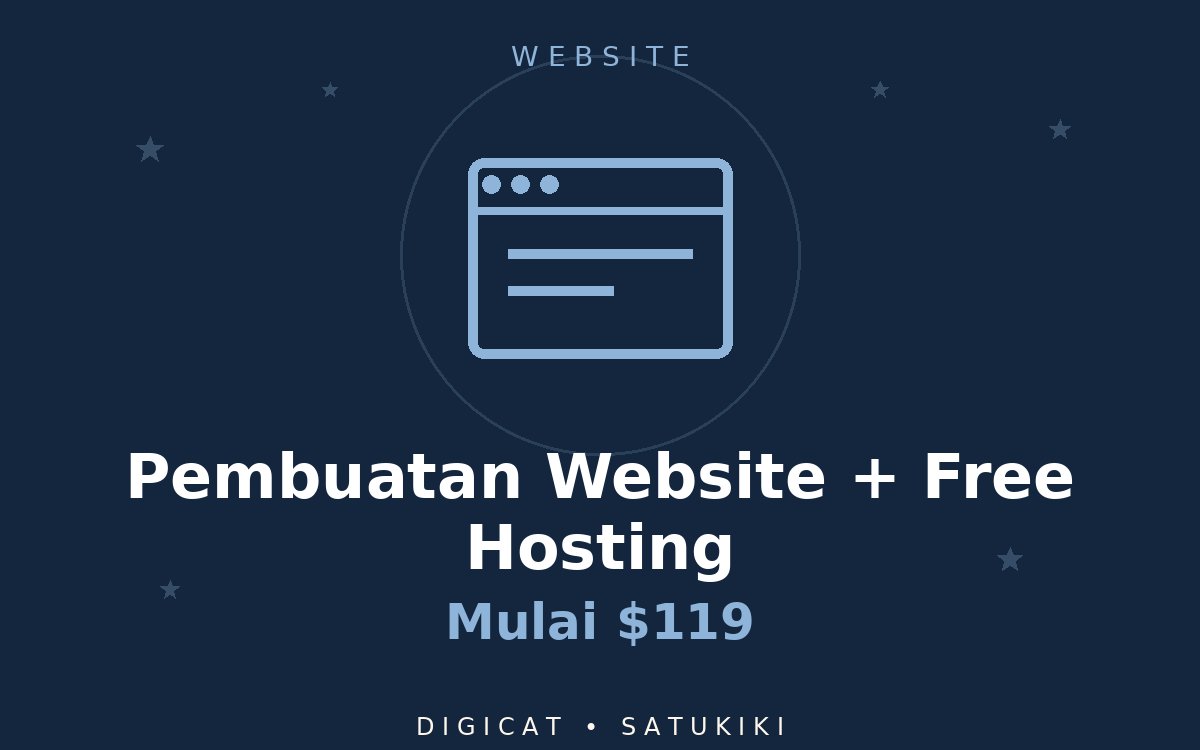 WEBSITE
Pembuatan Website + Free
Hosting
Mulai $119
DIGICAT • SATUKIKI